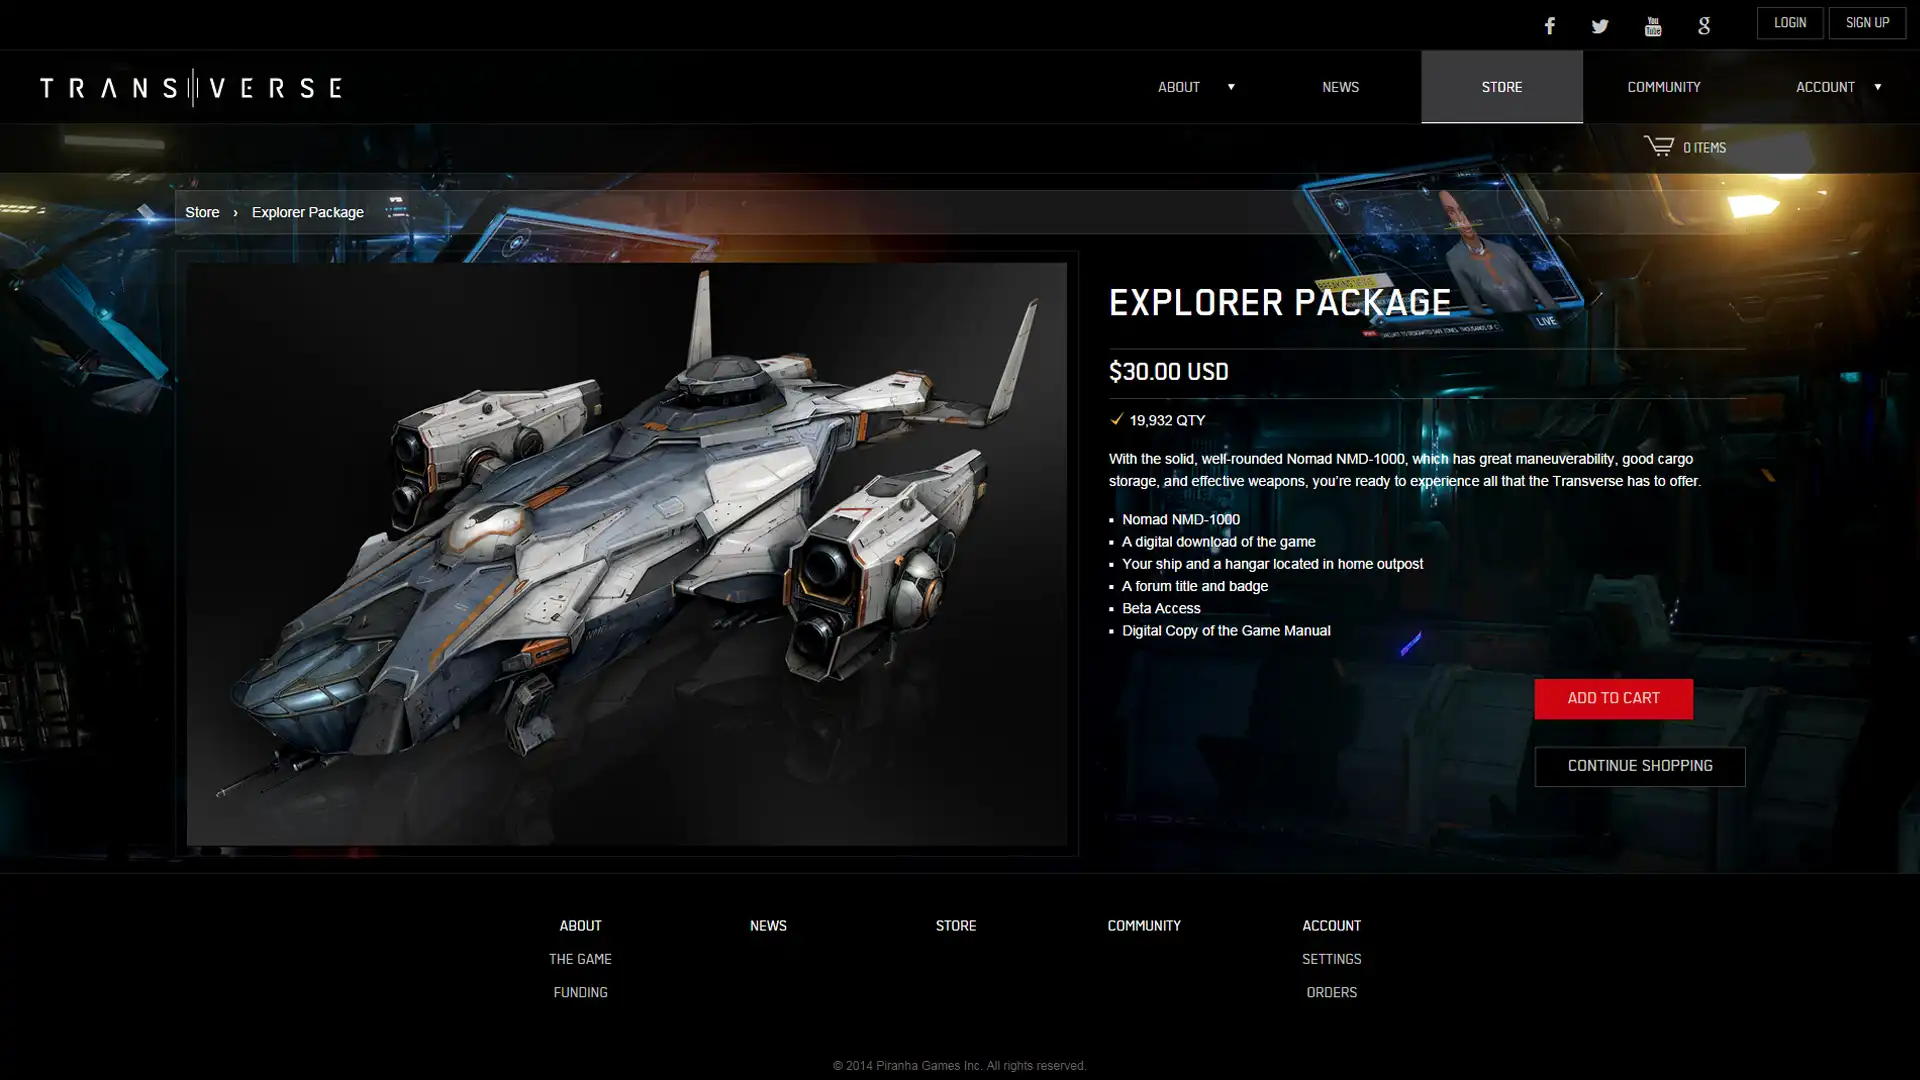 LOGIN SIGN UP
TRANSVERSE
ABOUT ▼ NEWS STORE COMMUNITY ACCOUNT ▼
0 ITEMS
Store › Explorer Package
EXPLORER PACKAGE
LIVE
$30.00 USD
19,932 QTY
With the solid, well-rounded Nomad NMD-1000, which has great maneuverability, good cargo
storage, and effective weapons, you're ready to experience all that the Transverse has to offer.
▪ Nomad NMD-1000
▪ A digital download of the game
▪ Your ship and a hangar located in home outpost
▪ A forum title and badge
▪ Beta Access
▪ Digital Copy of the Game Manual
ADD TO CART
CONTINUE SHOPPING
ABOUT NEWS STORE COMMUNITY ACCOUNT
THE GAME SETTINGS
FUNDING ORDERS
© 2014 Piranha Games Inc. All rights reserved.